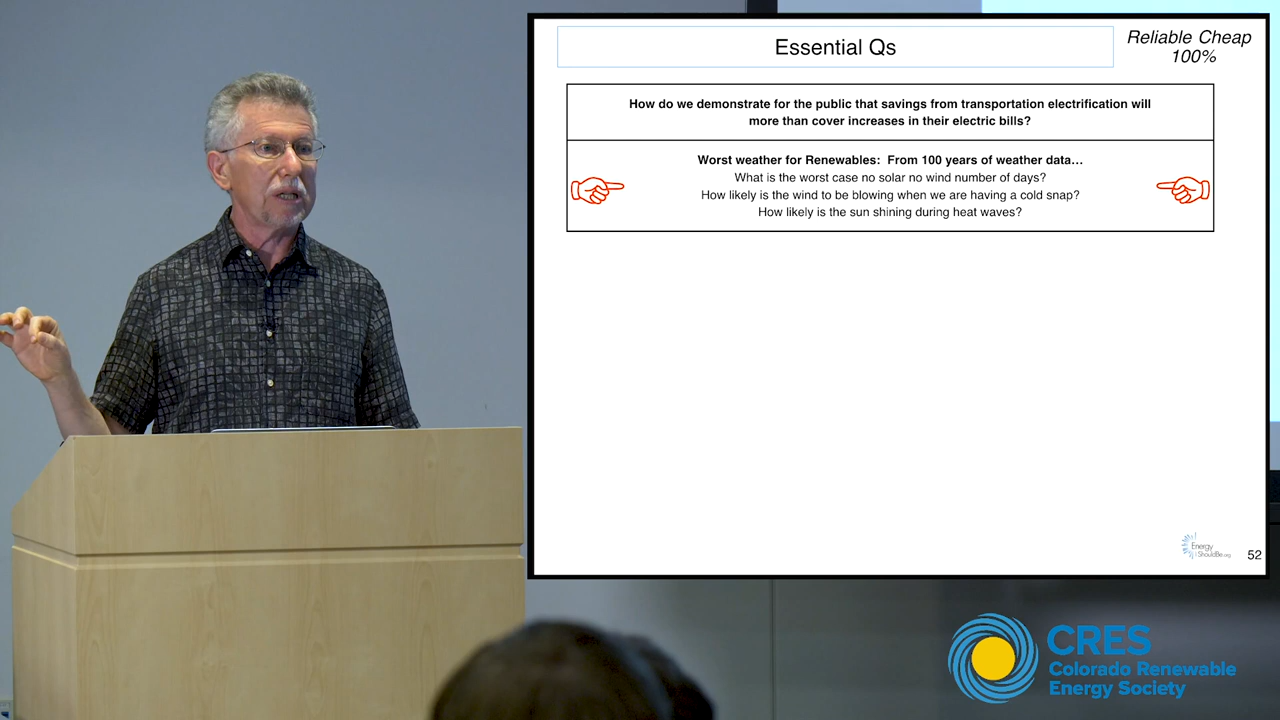 Essential Qs
Reliable Cheap
100%
How do we demonstrate for the public that savings from transportation electrification will
more than cover increases in their electric bills?
Worst weather for Renewables:  From 100 years of weather data…
What is the worst case no solar no wind number of days?
How likely is the wind to be blowing when we are having a cold snap?
How likely is the sun shining during heat waves?
Energy
iShouldBe.org
52
CRES
Colorado Renewable
Energy Society